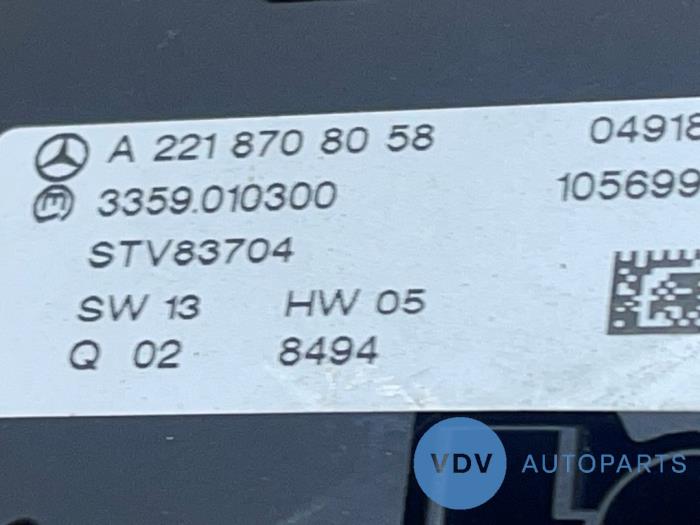 A 221 870 80 58 04918
3359.010300 105699
STV83704
SW 13 HW 05
Q 02 8494
VDV AUTOPARTS